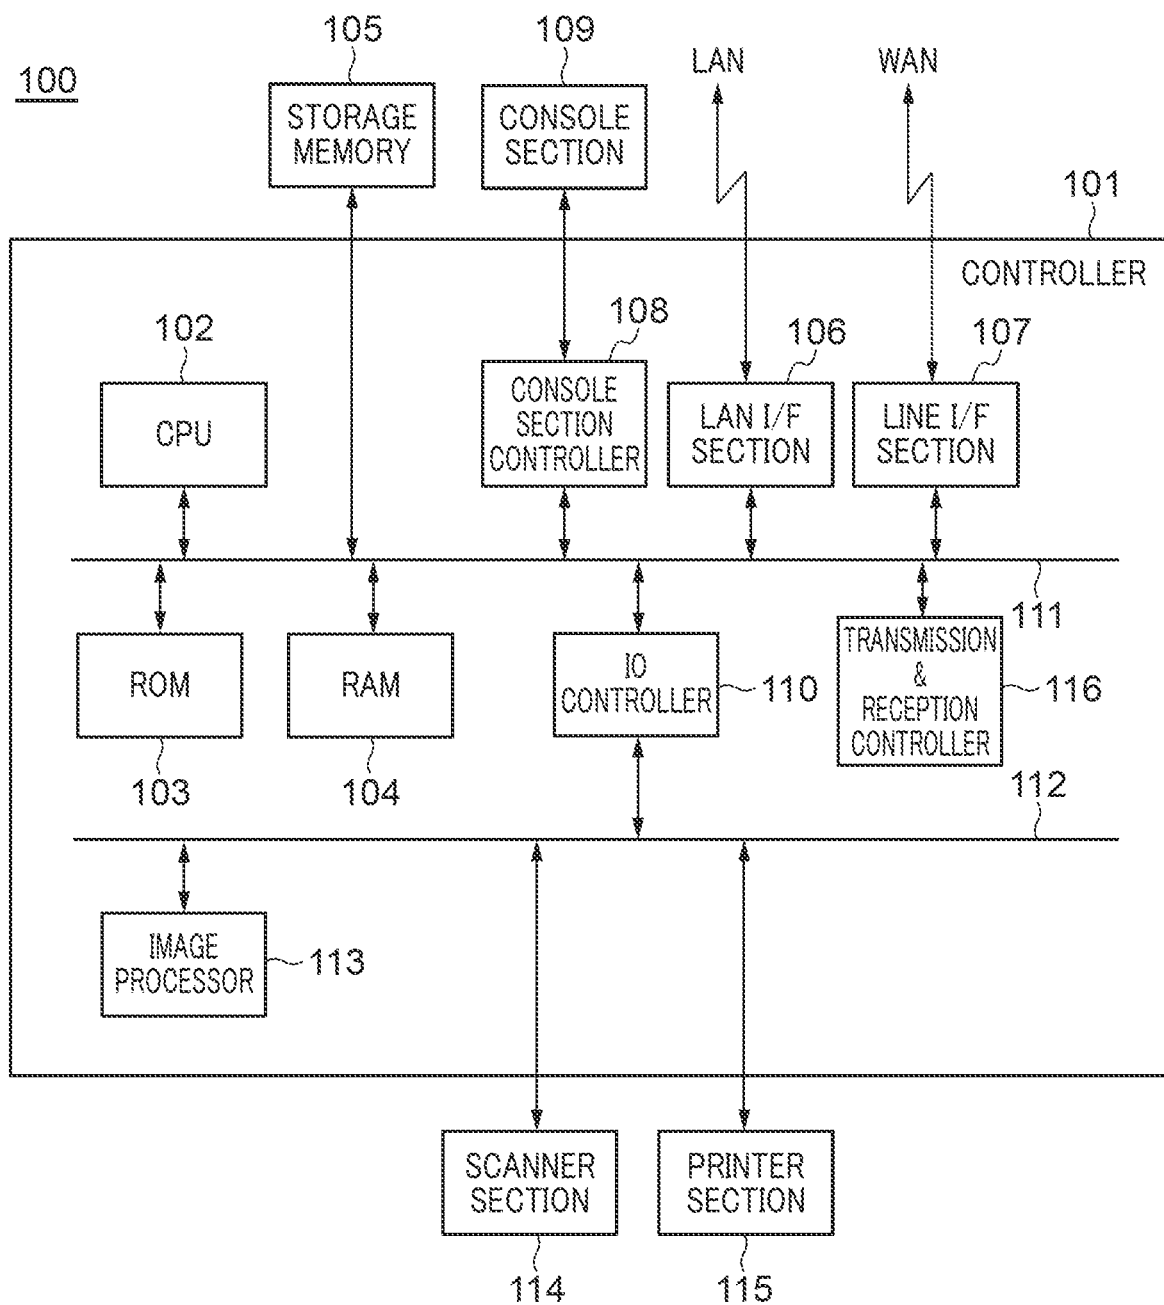 100
105
109
LAN
WAN
STORAGE
MEMORY
CONSOLE
SECTION
101
CONTROLLER
102
108
106
107
CPU
CONSOLE
SECTION
CONTROLLER
LAN I/F
SECTION
LINE I/F
SECTION
111
ROM
RAM
IO
CONTROLLER
110
TRANSMISSION
&
RECEPTION
CONTROLLER
116
103
104
112
IMAGE
PROCESSOR
113
SCANNER
SECTION
PRINTER
SECTION
114
115